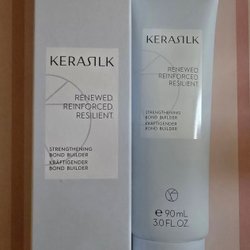 KERASILK
RENEWED.
REINFORCED.
RESILIENT.
STRENGTHENING
BOND BUILDER
KRÄFTIGENDER
BOND BUILDER
KERASILK
RENEWED.
REINFORCED.
RESILIENT.
STRENGTHENING
BOND BUILDER
KRÄFTIGENDER
BOND BUILDER
e 90 mL
3.0 FL OZ